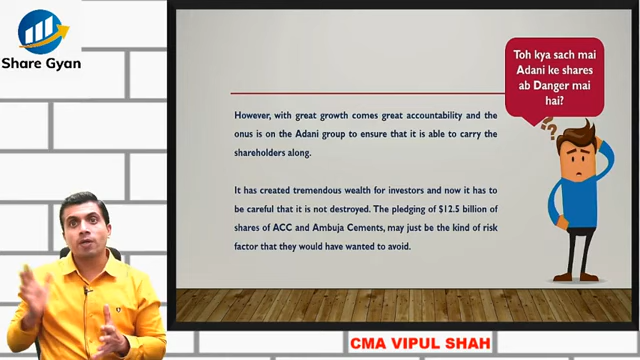 Share Gyan
Toh kya sach mai
Adani ke shares
ab Danger mai
hai?
However, with great growth comes great accountability and the
onus is on the Adani group to ensure that it is able to carry the
shareholders along.
It has created tremendous wealth for investors and now it has to
be careful that it is not destroyed. The pledging of $12.5 billion of
shares of ACC and Ambuja Cements, may just be the kind of risk
factor that they would have wanted to avoid.
CMA VIPUL SHAH